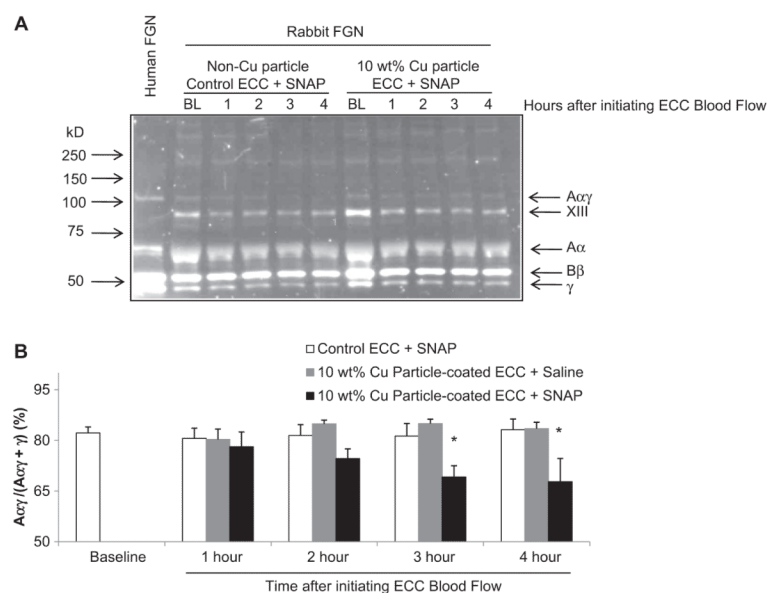 A
Human FGN
Rabbit FGN
Non-Cu particle
Control ECC + SNAP
10 wt% Cu particle
ECC + SNAP
BL 1 2 3 4 BL 1 2 3 4 Hours after initiating ECC Blood Flow
kD
250
150
100
75
50
Aαγ
XIII
Aα
Bβ
γ
B
Control ECC + SNAP
10 wt% Cu Particle-coated ECC + Saline
10 wt% Cu Particle-coated ECC + SNAP
Aαγ/(Aαγ + γ) (%)
95
80
65
50
* *
Baseline 1 hour 2 hour 3 hour 4 hour
Time after initiating ECC Blood Flow